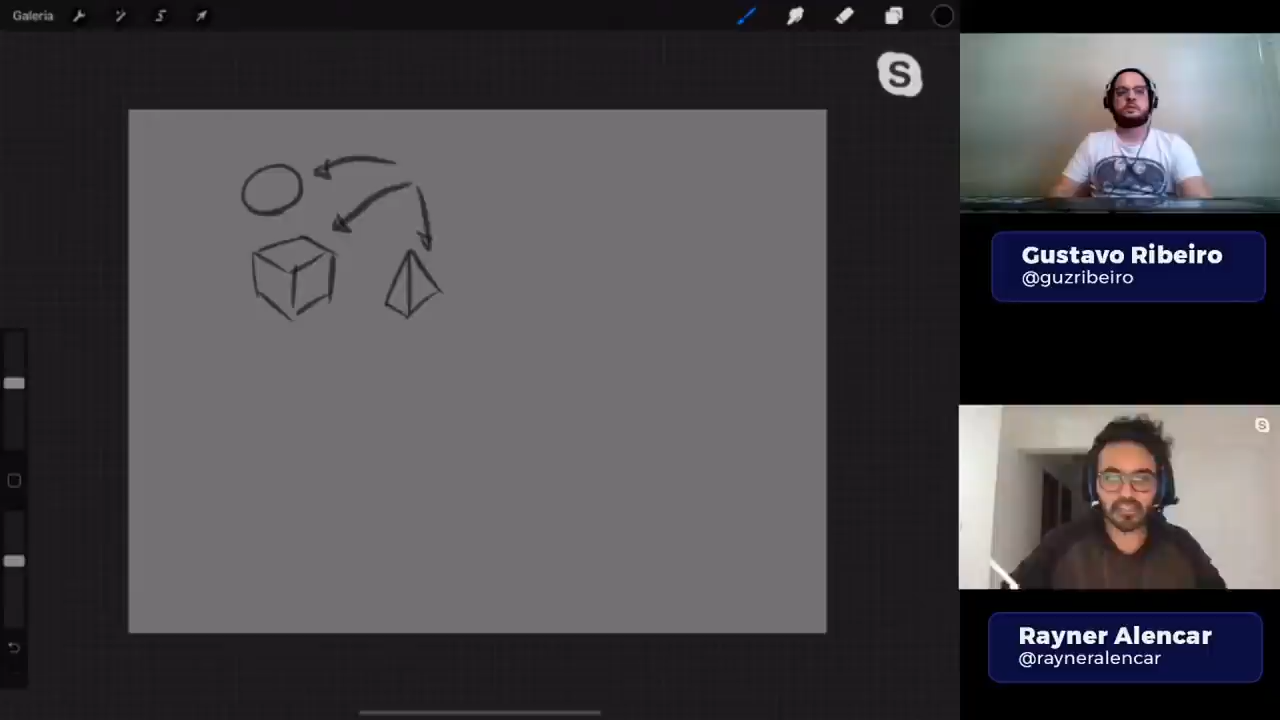 Galeria
S
Gustavo Ribeiro
@guzribeiro
S
Rayner Alencar
@rayneralencar